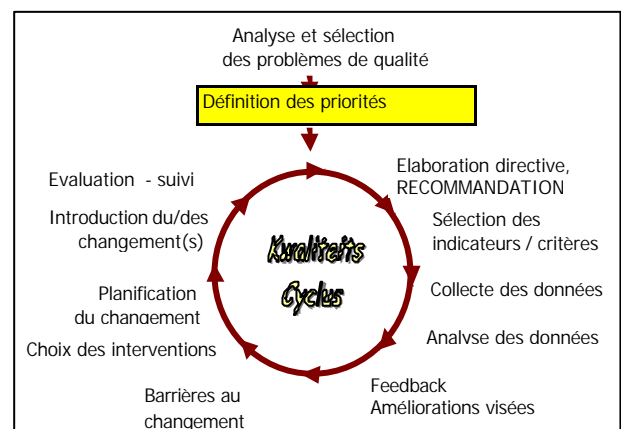 Analyse et sélection
des problèmes de qualité
Définition des priorités
Elaboration directive,
RECOMMANDATION
Sélection des
indicateurs / critères
Collecte des données
Analyse des données
Feedback
Améliorations visées
Barrières au
changement
Choix des interventions
Planification
du changement
Introduction du/des
changement(s)
Evaluation - suivi
Kwaliteits
Cyclus